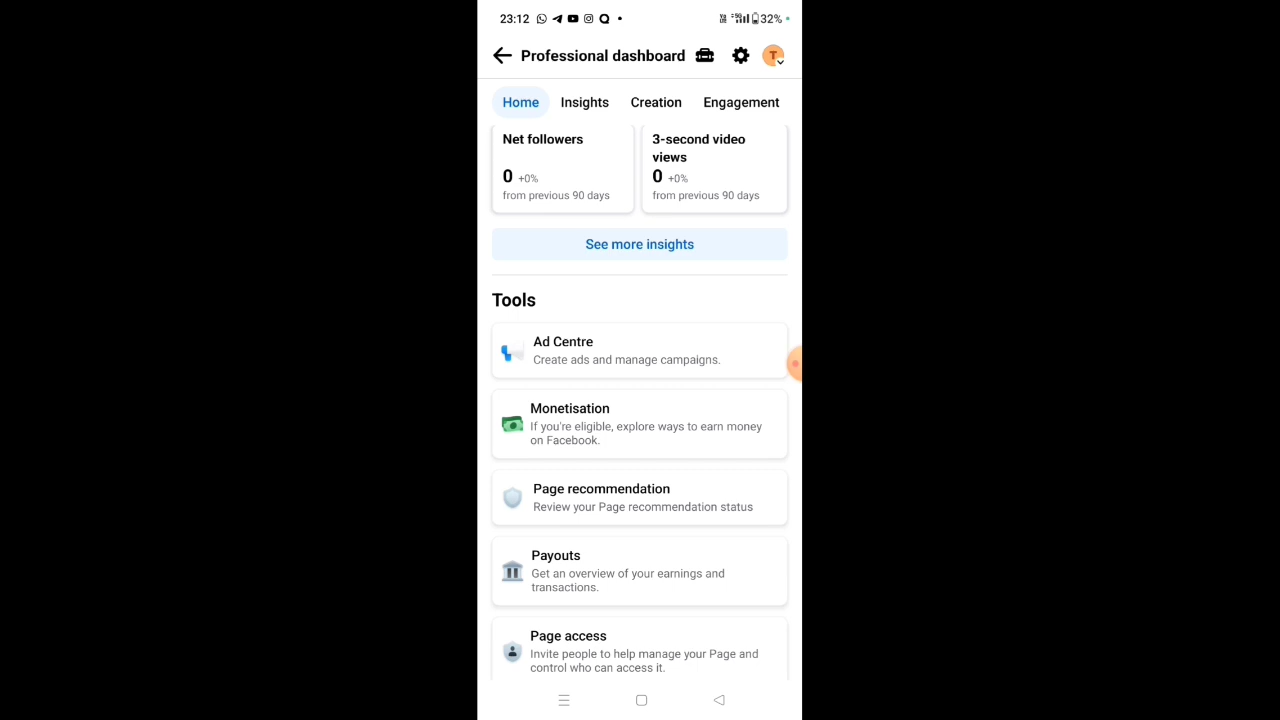 23:12 32%
Professional dashboard T
Home Insights Creation Engagement
Net followers
0 +0%
from previous 90 days
3-second video
views
0 +0%
from previous 90 days
See more insights
Tools
Ad Centre
Create ads and manage campaigns.
Monetisation
If you're eligible, explore ways to earn money
on Facebook.
Page recommendation
Review your Page recommendation status
Payouts
Get an overview of your earnings and
transactions.
Page access
Invite people to help manage your Page and
control who can access it.